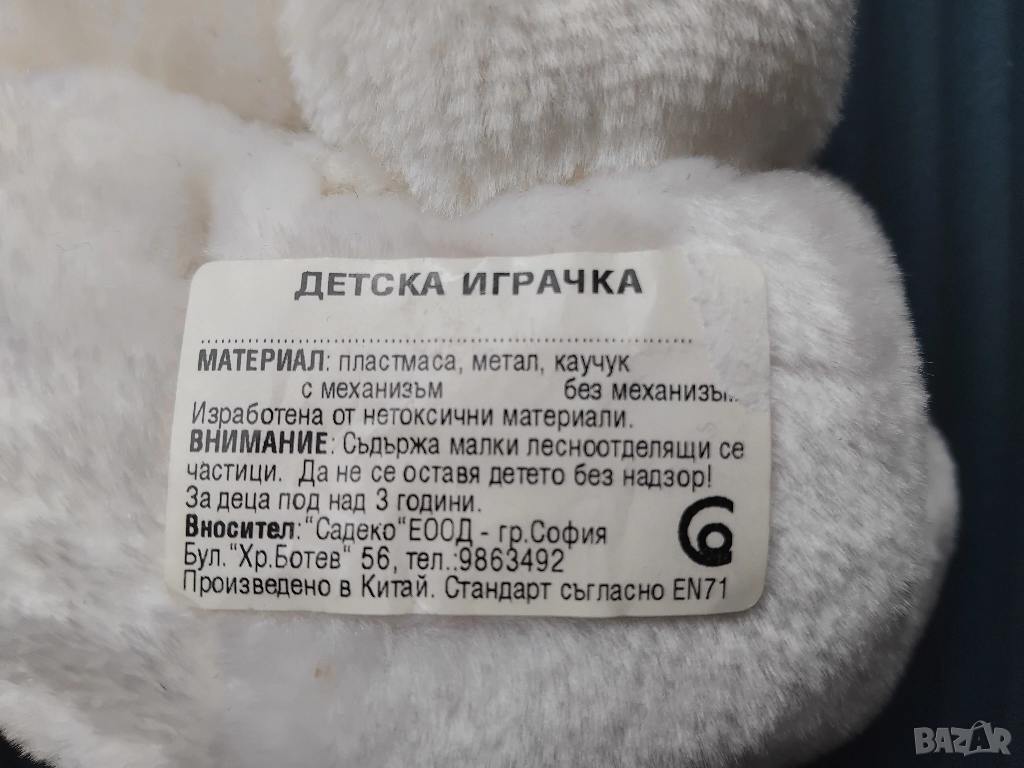 ДЕТСКА ИГРАЧКА
МАТЕРИАЛ: пластмаса, метал, каучук
с механизъм без механизъм
Изработена от нетоксични материали.
ВНИМАНИЕ: Съдържа малки лесноотделящи се
частици. Да не се оставя детето без надзор!
За деца под над 3 години.
Вносител:"Садеко"ЕООД - гр.София
Бул."Хр.Ботев" 56, тел.:9863492
Произведено в Китай. Стандарт съгласно EN71
BAZAR